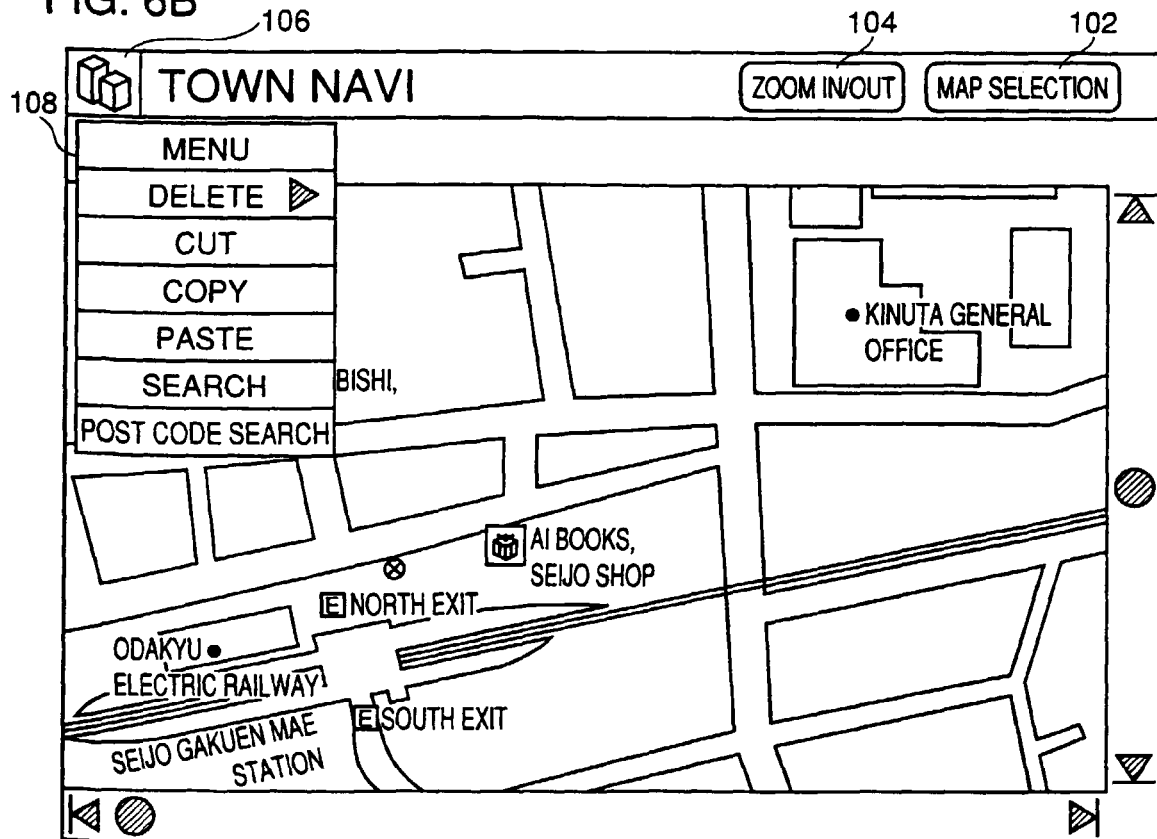 FIG. 6B
106
104
102
TOWN NAVI
ZOOM IN/OUT
MAP SELECTION
108
MENU
DELETE
CUT
COPY
PASTE
SEARCH
POST CODE SEARCH
BISHI,
KINUTA GENERAL
OFFICE
AI BOOKS,
SEIJO SHOP
E NORTH EXIT
ODAKYU
ELECTRIC RAILWAY
E SOUTH EXIT
SEIJO GAKUEN MAE
STATION